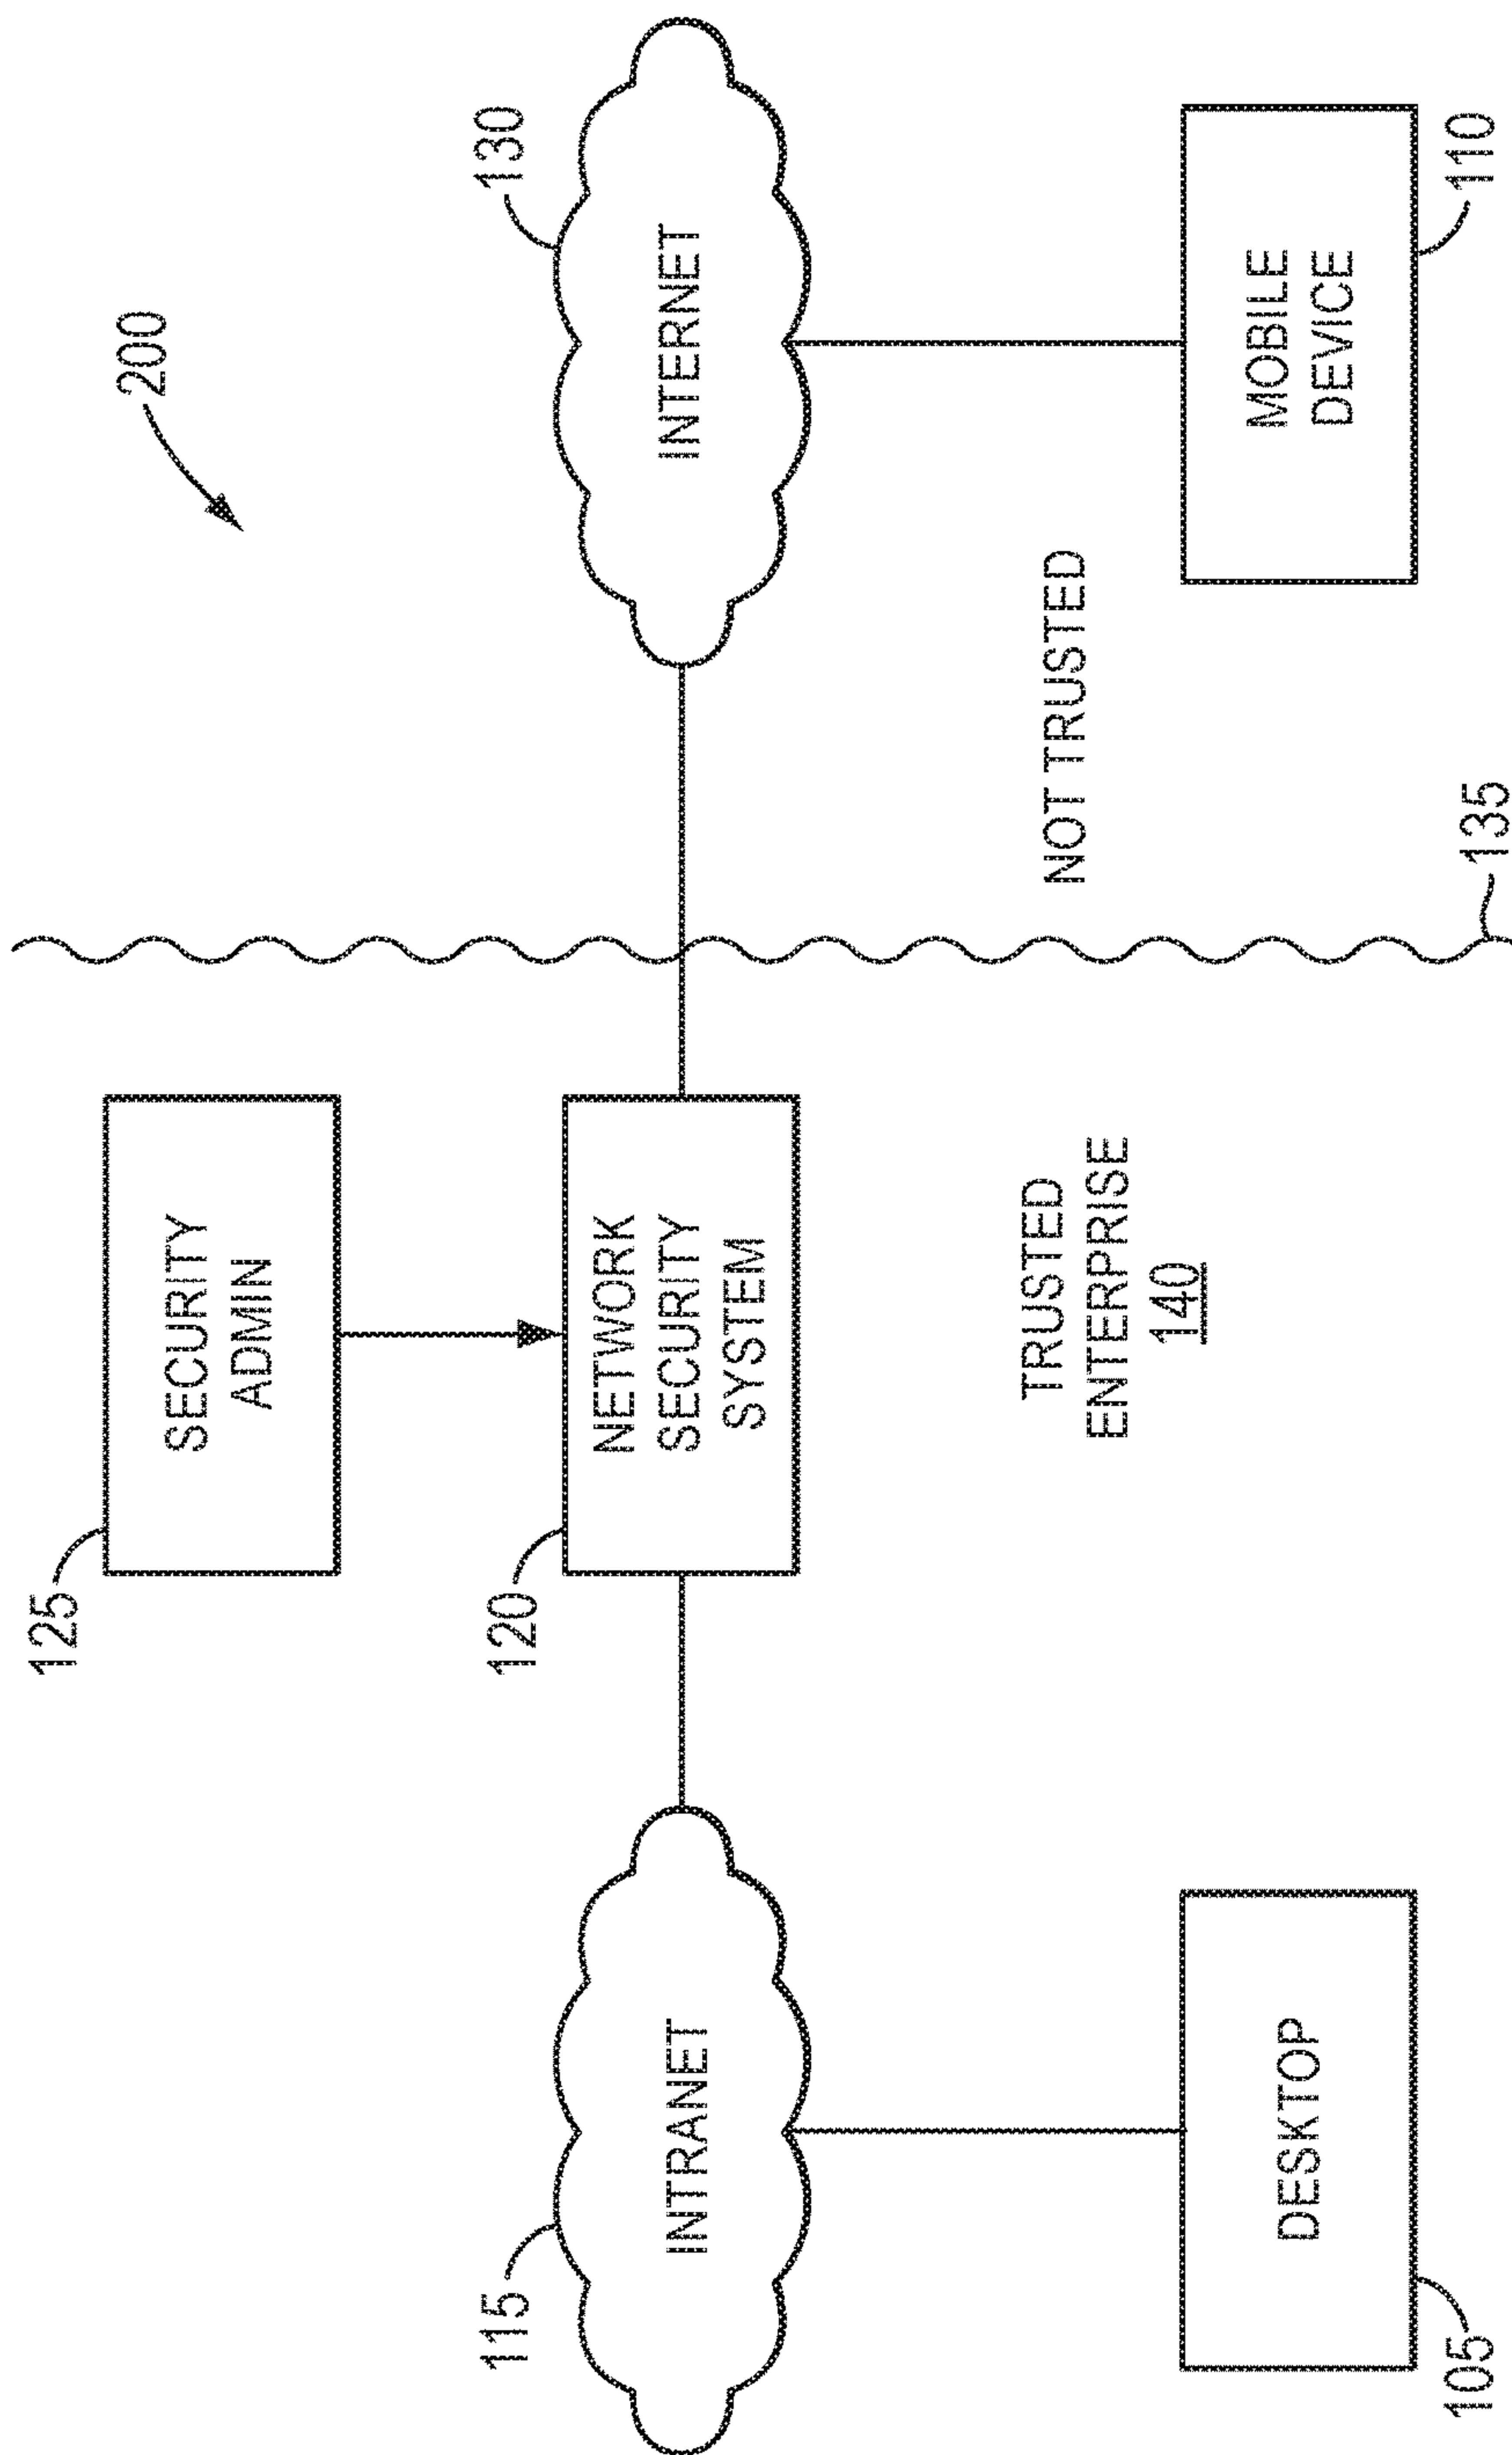 200
125
SECURITY
ADMIN
115
INTRANET
120
NETWORK
SECURITY
SYSTEM
130
INTERNET
TRUSTED
ENTERPRISE
140
NOT TRUSTED
DESKTOP
105
MOBILE
DEVICE
110
135